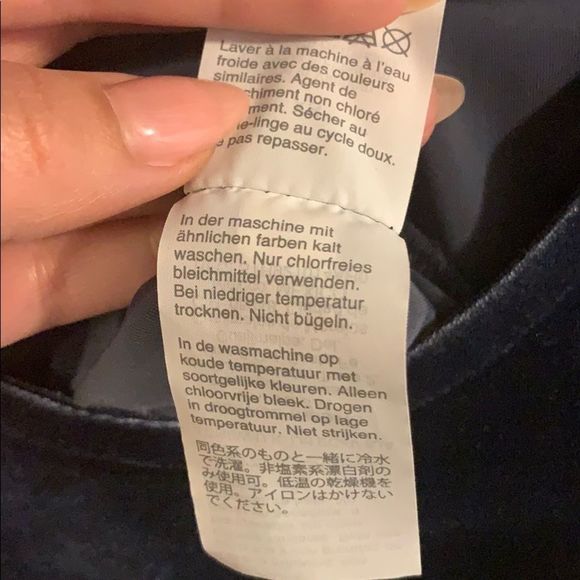 Laver à la machine à l'eau
froide avec des couleurs
similaires. Agent de
non chloré
Sécher au
au cycle doux.
pas repasser.
In der maschine mit
ähnlichen farben kalt
waschen. Nur chlorfreies
bleichmittel verwenden.
Bei niedriger temperatur
trocknen. Nicht bügeln.
In de wasmachine op
koude temperatuur met
soortgelijke kleuren. Alleen
chloorvrije bleek. Drogen
in droogtrommel op lage
temperatuur. Niet strijken.
同色系のものと一緒に冷水
で洗濯。非塩素系漂白剤の
み使用可。低温の乾燥機を
使用。アイロンはかけない
でください。